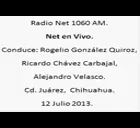 Radio Net 1060 AM.
Net en Vivo.
Conduce: Rogelio González Quiroz,
Ricardo Chávez Carbajal,
Alejandro Velasco.
Cd. Juárez, Chihuahua.
12 Julio 2013.